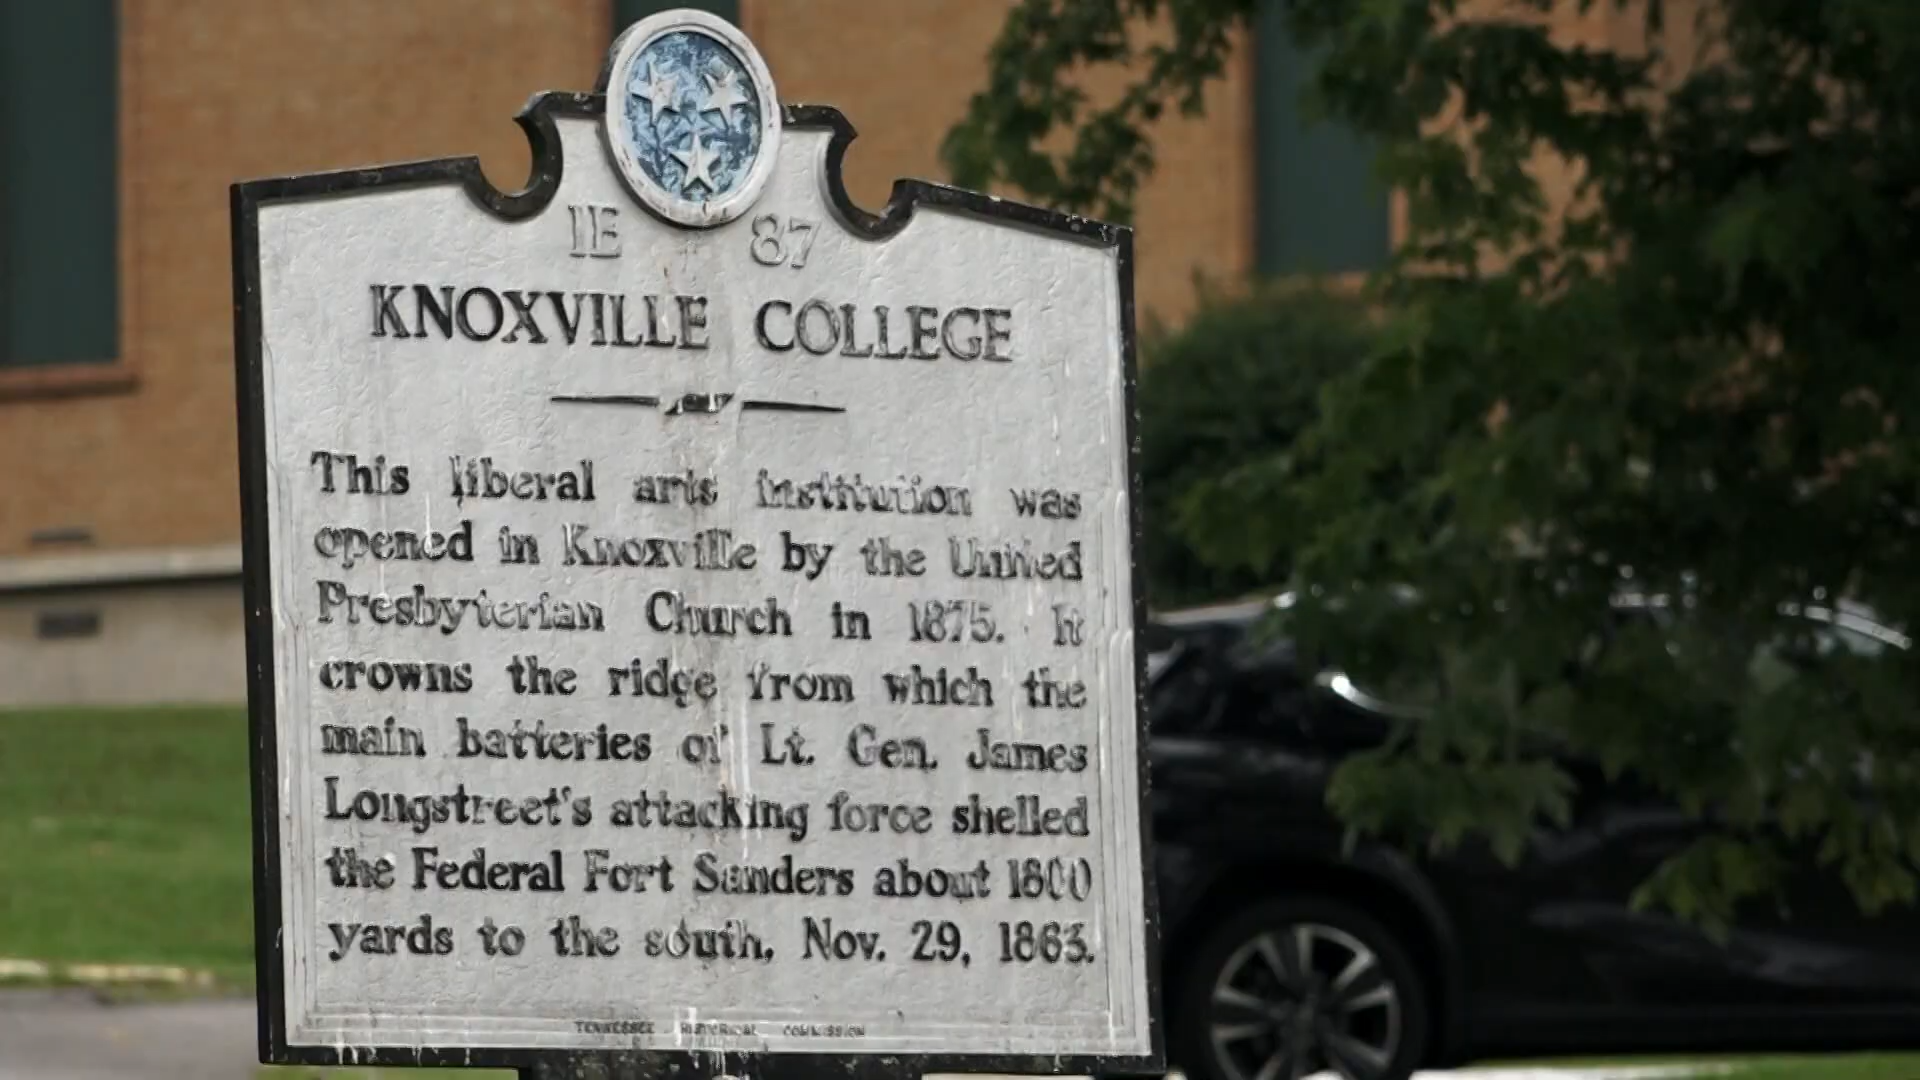 1E 87
KNOXVILLE COLLEGE
This liberal arts institution was
opened in Knoxville by the United
Presbyterian Church in 1875. It
crowns the ridge from which the
main batteries of Lt. Gen. James
Longstreet's attacking force shelled
the Federal Fort Sanders about 1800
yards to the south, Nov. 29, 1863.
TENNESSEE HISTORICAL COMMISSION